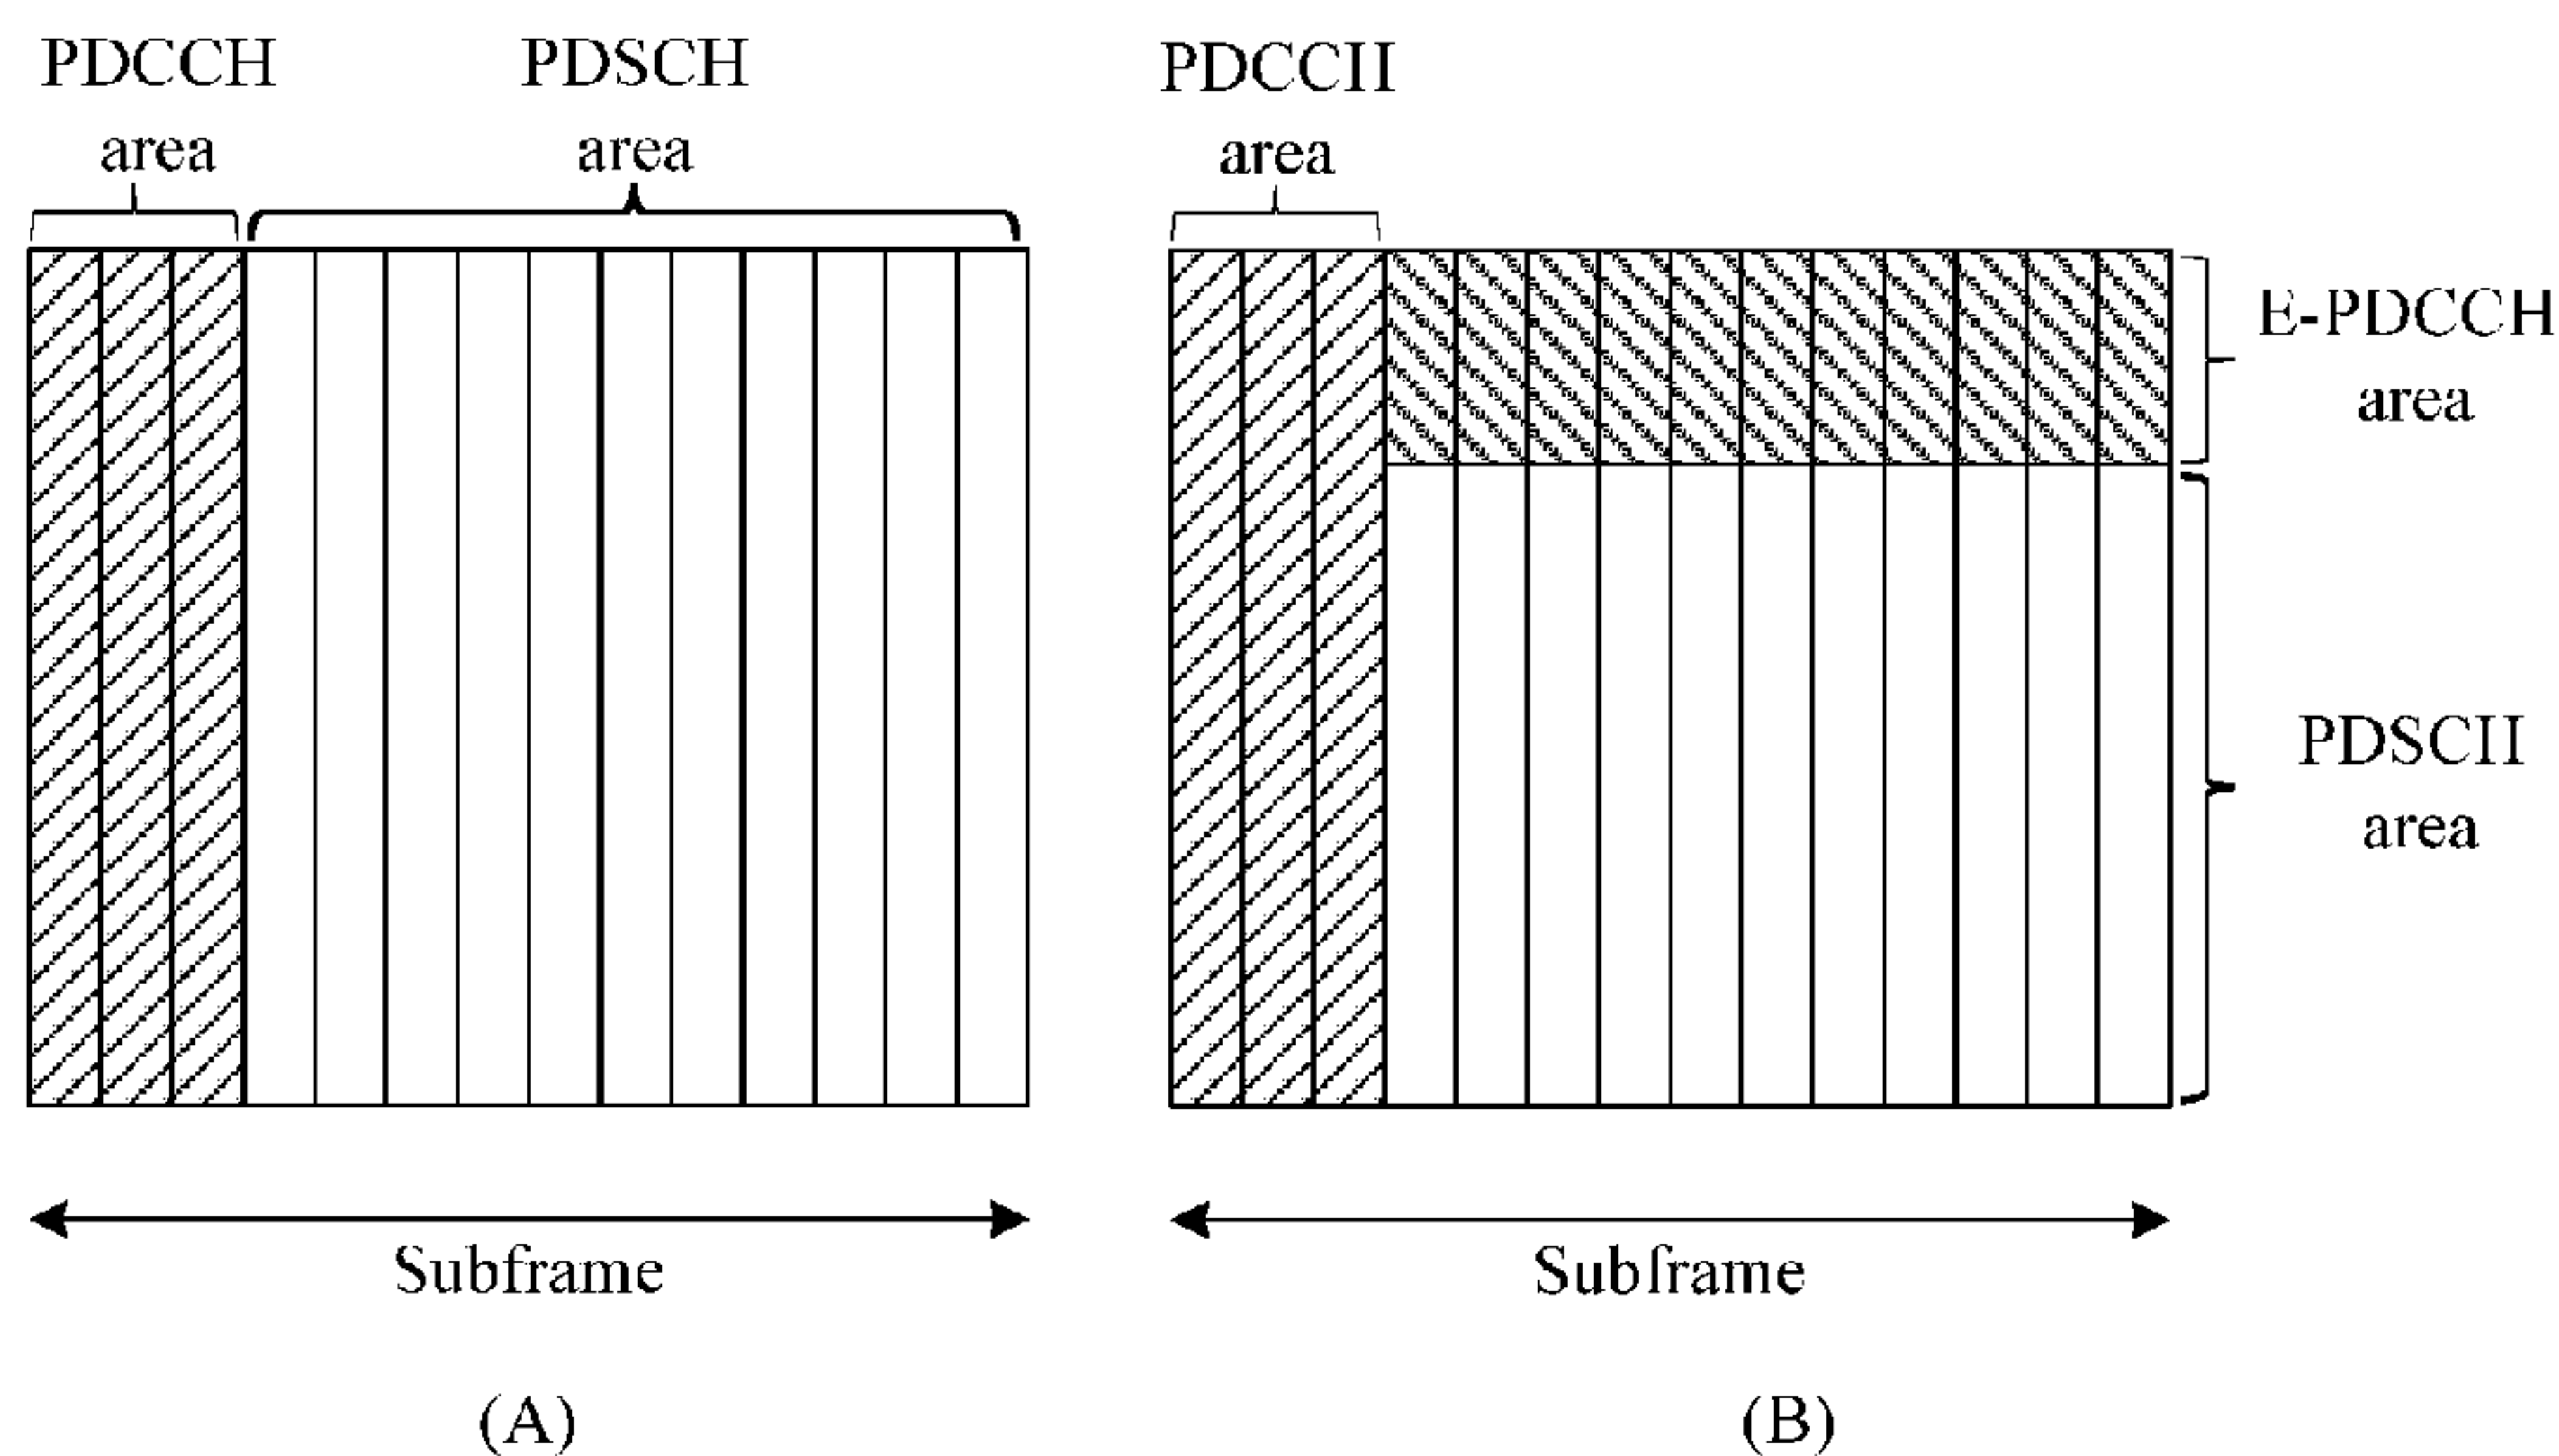 PDCCH
area
PDSCH
area
PDCCII
area
E-PDCCH
area
PDSCII
area
Subframe
Subframe
(A)
(B)